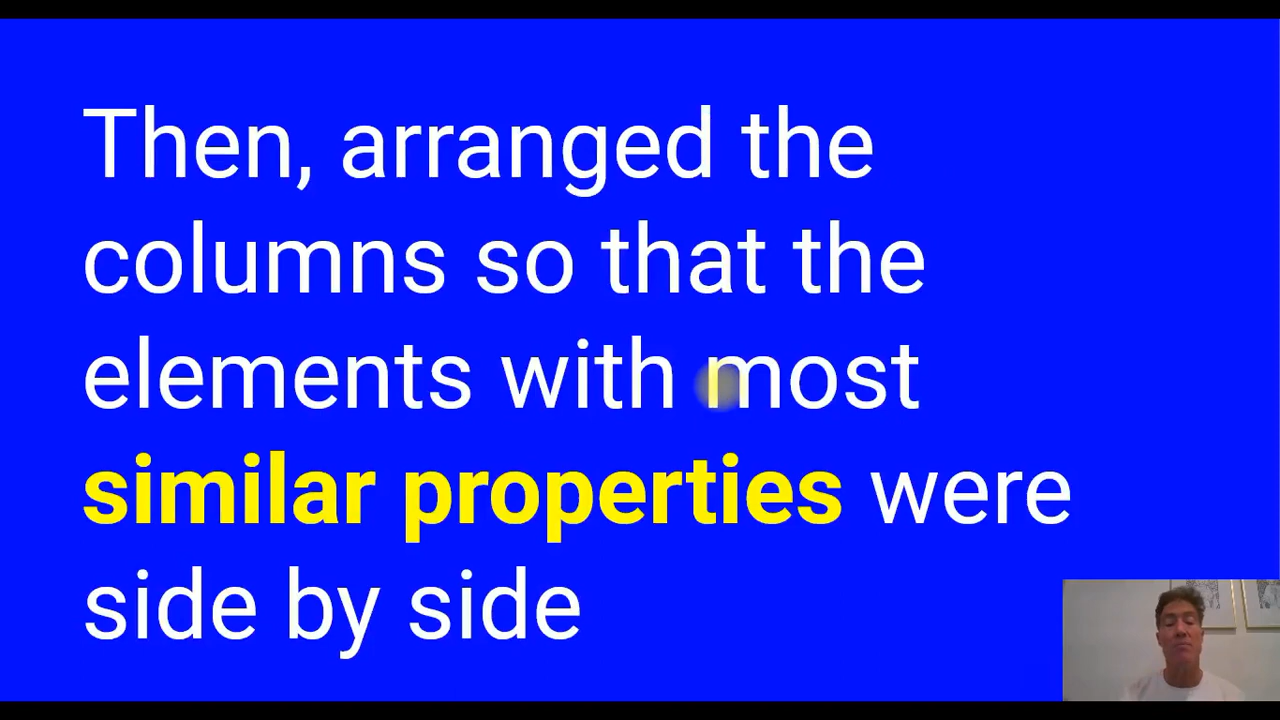 Then, arranged the
columns so that the
elements with most
similar properties were
side by side